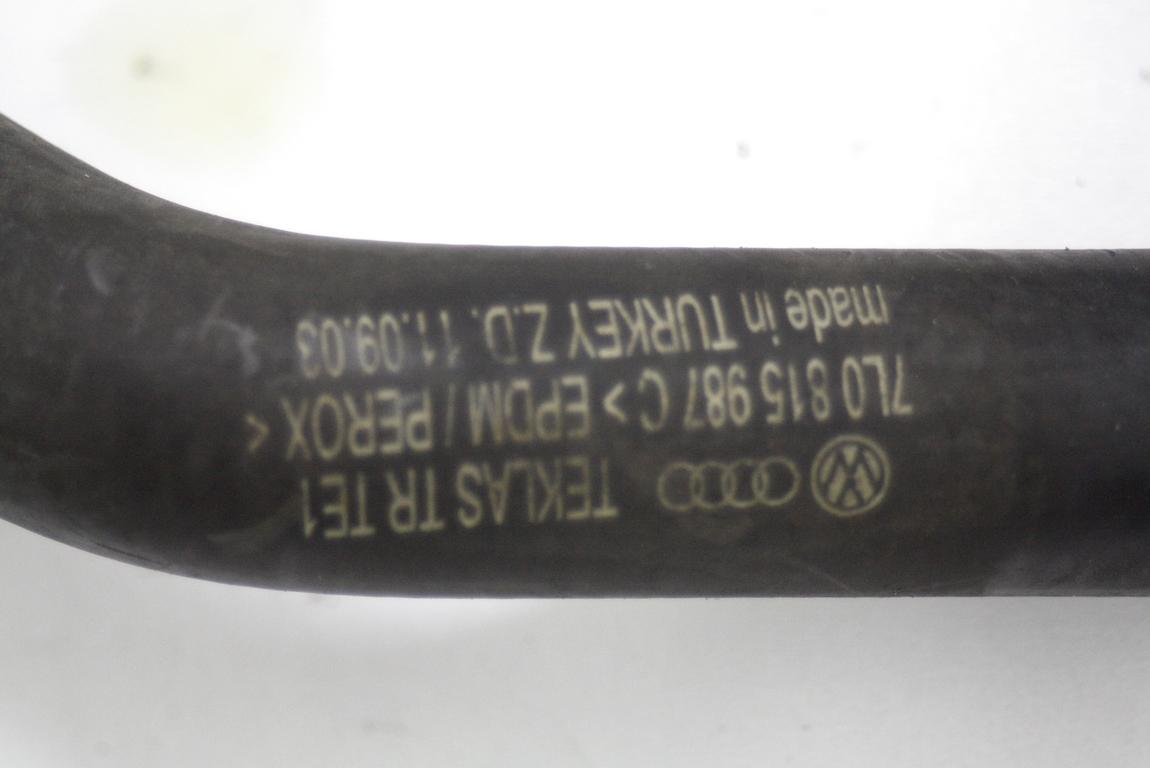 TEKLAS TR TE1
7L0 815 987 C > EPDM / PEROX <
made in TURKEY Z.D. 11.09.03